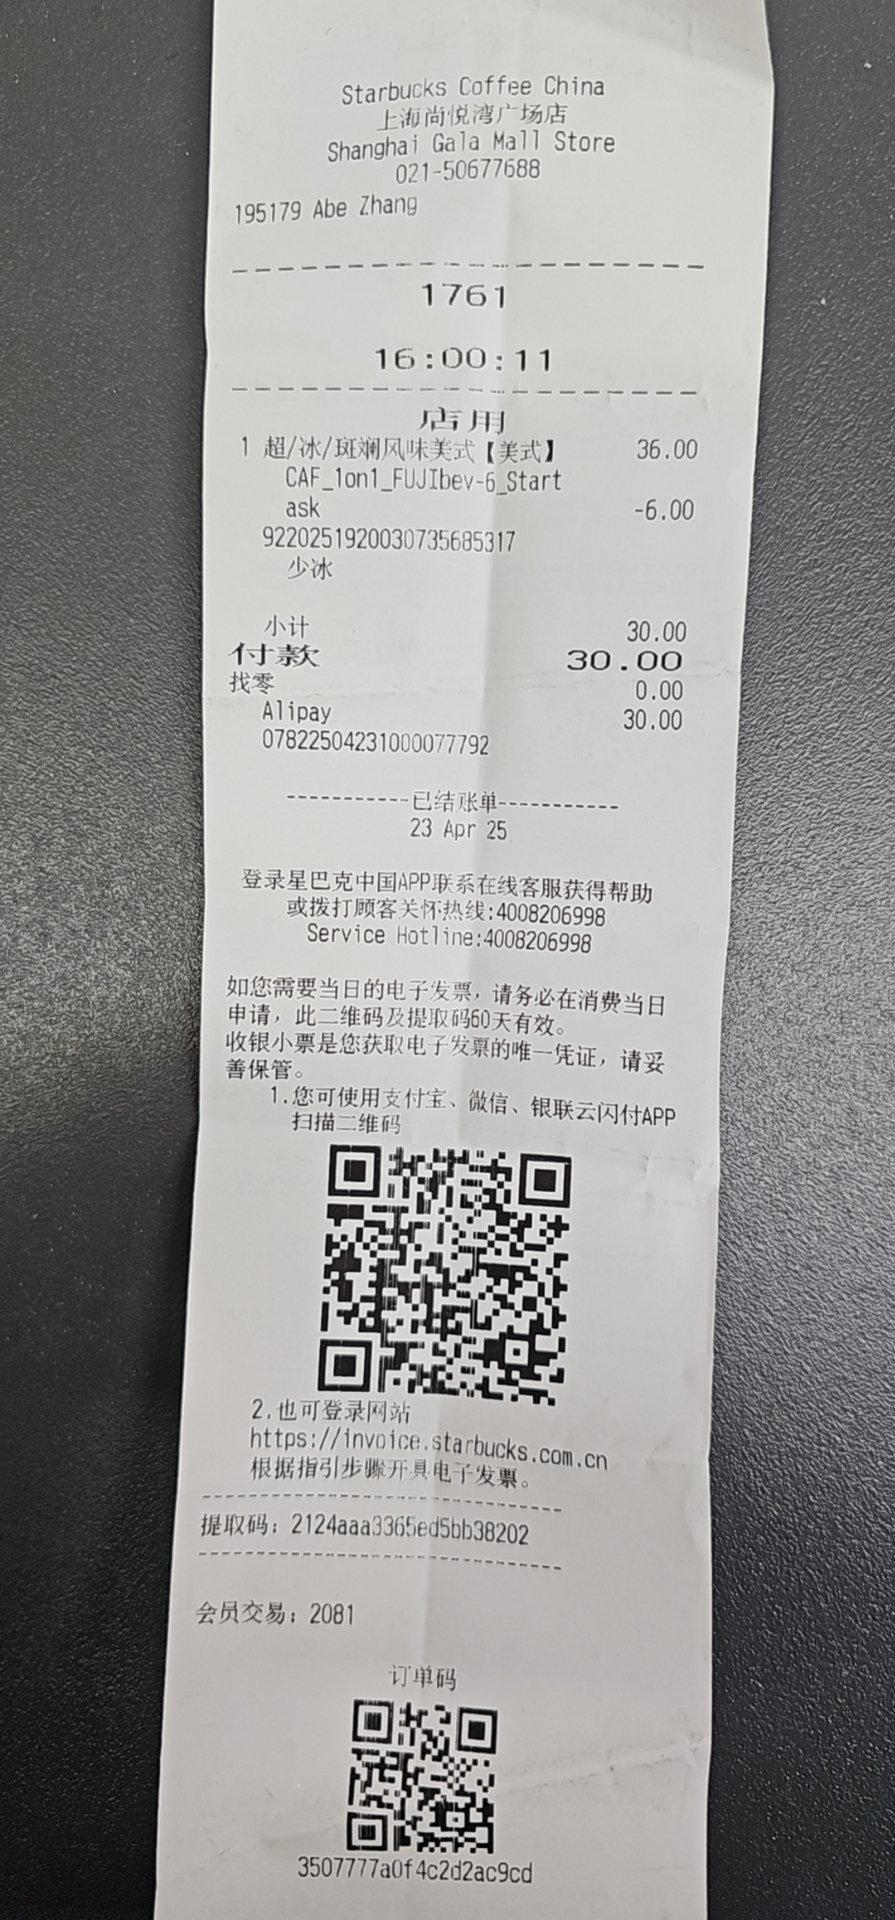 Starbucks Coffee China
上海尚悦湾广场店
Shanghai Gala Mall Store
021-50677688
195179 Abe Zhang
1761
16:00:11
店用
1 超/冰/斑斓风味美式【美式】 36.00
CAF_1on1_FUJIbev-6_Start
ask -6.00
9220251920030735685317
少冰
小计 30.00
付款 30.00
找零 0.00
Alipay 30.00
07822504231000077792
-----------已结账单-----------
23 Apr 25
登录星巴克中国APP联系在线客服获得帮助
或拨打顾客关怀热线:4008206998
Service Hotline:4008206998
如您需要当日的电子发票，请务必在消费当日
申请，此二维码及提取码60天有效。
收银小票是您获取电子发票的唯一凭证，请妥
善保管。
1.您可使用支付宝、微信、银联云闪付APP
扫描二维码
2.也可登录网站
https://invoice.starbucks.com.cn
根据指引步骤开具电子发票。
提取码：2124aaa3365ed5bb38202
会员交易：2081
订单码
3507777a0f4c2d2ac9cd